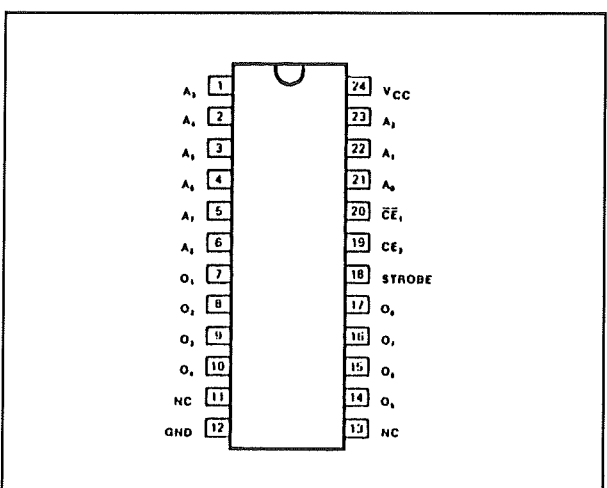 A₃ 1 24 VCC
A₄ 2 23 A₂
A₅ 3 22 A₁
A₆ 4 21 A₀
A₇ 5 20 C̅E̅₁
A₈ 6 19 CE₂
O₁ 7 18 STROBE
O₂ 8 17 O₈
O₃ 9 16 O₇
O₄ 10 15 O₆
NC 11 14 O₅
GND 12 13 NC